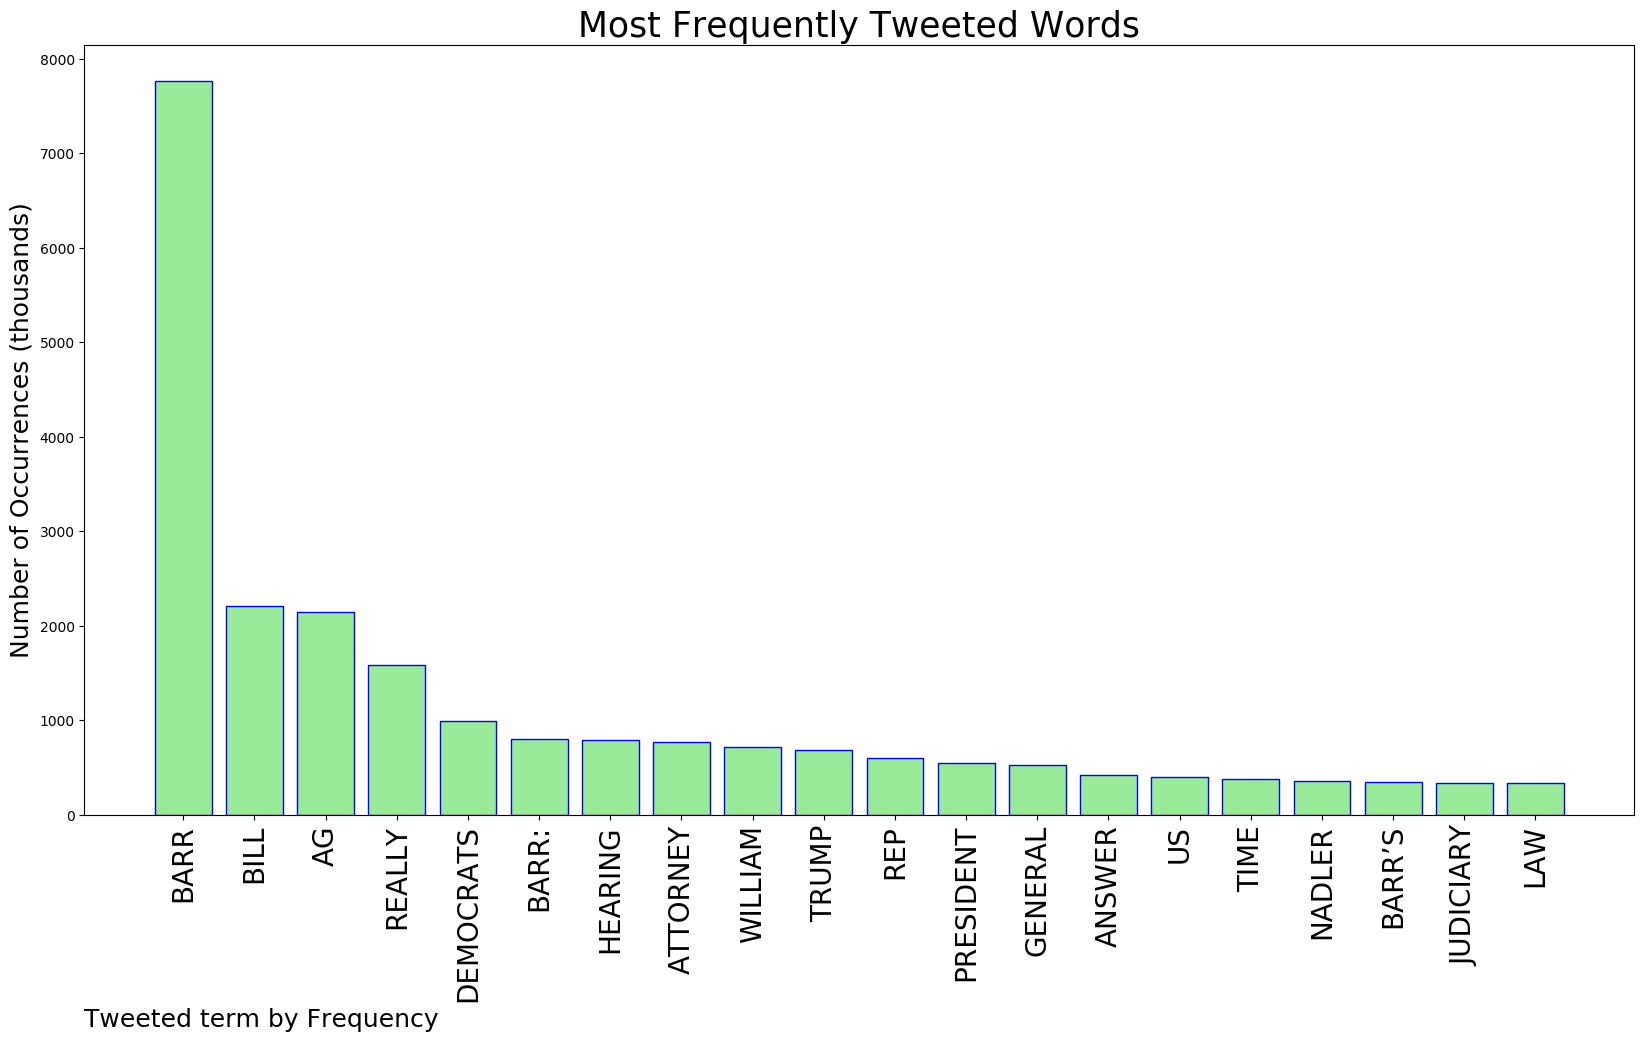 Most Frequently Tweeted Words
Number of Occurrences (thousands)
8000
7000
6000
5000
4000
3000
2000
1000
0
BARR
BILL
AG
REALLY
DEMOCRATS
BARR:
HEARING
ATTORNEY
WILLIAM
TRUMP
REP
PRESIDENT
GENERAL
ANSWER
US
TIME
NADLER
BARR’S
JUDICIARY
LAW
Tweeted term by Frequency